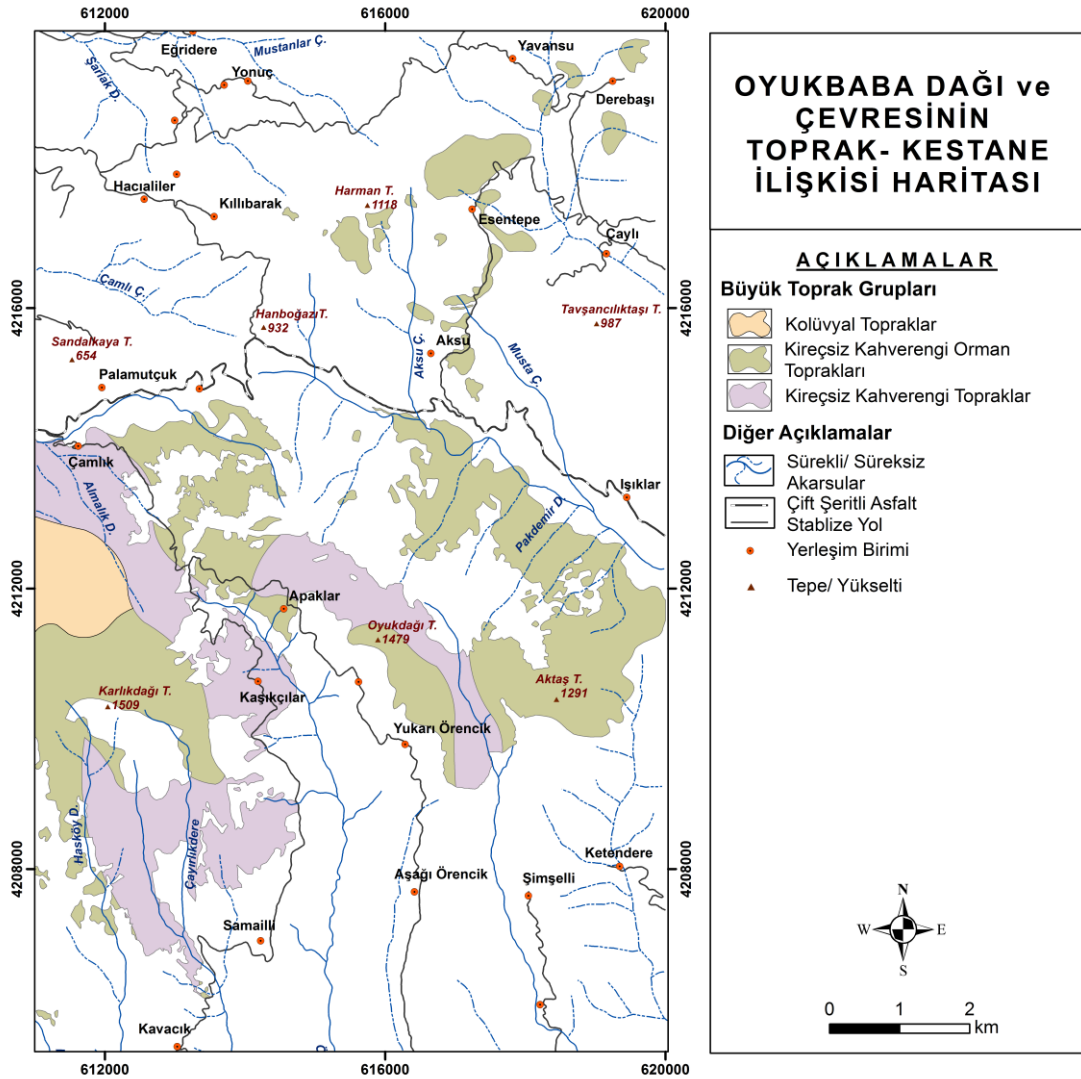 612000
616000
620000
Eğridere
Mustanlar Ç.
Yavansu
Şarlak D.
Yonuç
Derebaşı
Hacıaliler
Kıllıbarak
Harman T.
1118
Esentepe
Çaylı
Çamlı Ç.
4216000
4216000
Hanboğazı T.
932
Tavşancılıktaşı T.
987
Sandalkaya T.
654
Aksu Ç.
Aksu
Musta Ç.
Palamutçuk
Çamlık
Almalık D.
Işıklar
Pakdemir D.
4212000
4212000
Apaklar
Oyukdağı T.
1479
Karlıkdağı T.
1509
Kaşıkçılar
Aktaş T.
1291
Yukarı Örencik
Hasköy D.
Çayırlıkdere
4208000
4208000
Ketendere
Aşağı Örencik
Şimşelli
Samailli
Kavacık
612000
616000
620000
OYUKBABA DAĞI ve
ÇEVRESİNİN
TOPRAK- KESTANE
İLİŞKİSİ HARİTASI
AÇIKLAMALAR
Büyük Toprak Grupları
Kolüvyal Topraklar
Kireçsiz Kahverengi Orman
Toprakları
Kireçsiz Kahverengi Topraklar
Diğer Açıklamalar
Sürekli/ Süreksiz
Akarsular
Çift Şeritli Asfalt
Stablize Yol
Yerleşim Birimi
Tepe/ Yükselti
N
W
E
S
0
1
2
km